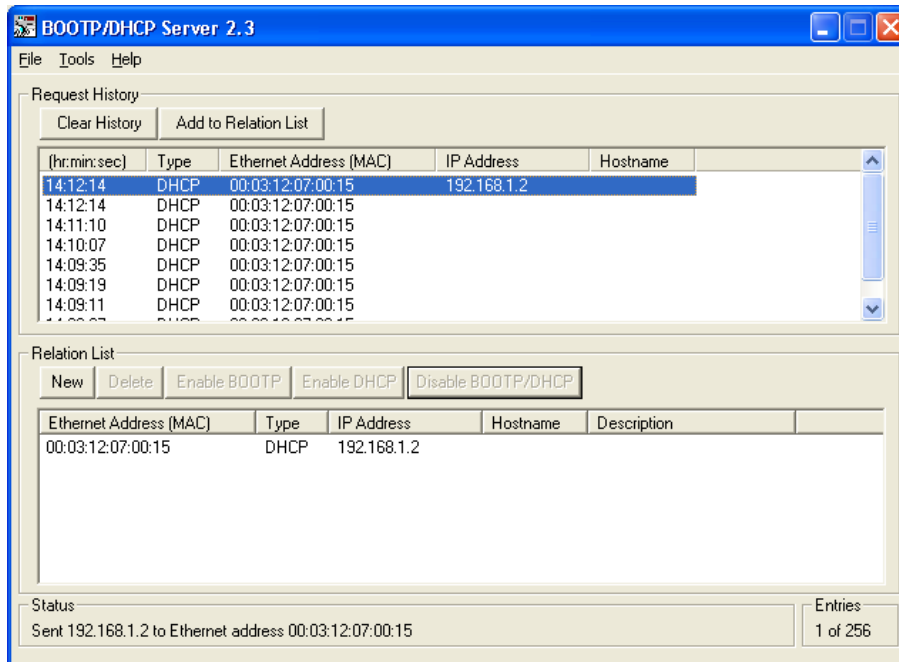 BOOTP/DHCP Server 2.3
File Tools Help
Request History
Clear History Add to Relation List
(hr:min:sec) Type Ethernet Address (MAC) IP Address Hostname
14:12:14 DHCP 00:03:12:07:00:15 192.168.1.2
14:12:14 DHCP 00:03:12:07:00:15
14:11:10 DHCP 00:03:12:07:00:15
14:10:07 DHCP 00:03:12:07:00:15
14:09:35 DHCP 00:03:12:07:00:15
14:09:19 DHCP 00:03:12:07:00:15
14:09:11 DHCP 00:03:12:07:00:15
Relation List
New Delete Enable BOOTP Enable DHCP Disable BOOTP/DHCP
Ethernet Address (MAC) Type IP Address Hostname Description
00:03:12:07:00:15 DHCP 192.168.1.2
Status
Sent 192.168.1.2 to Ethernet address 00:03:12:07:00:15
Entries
1 of 256